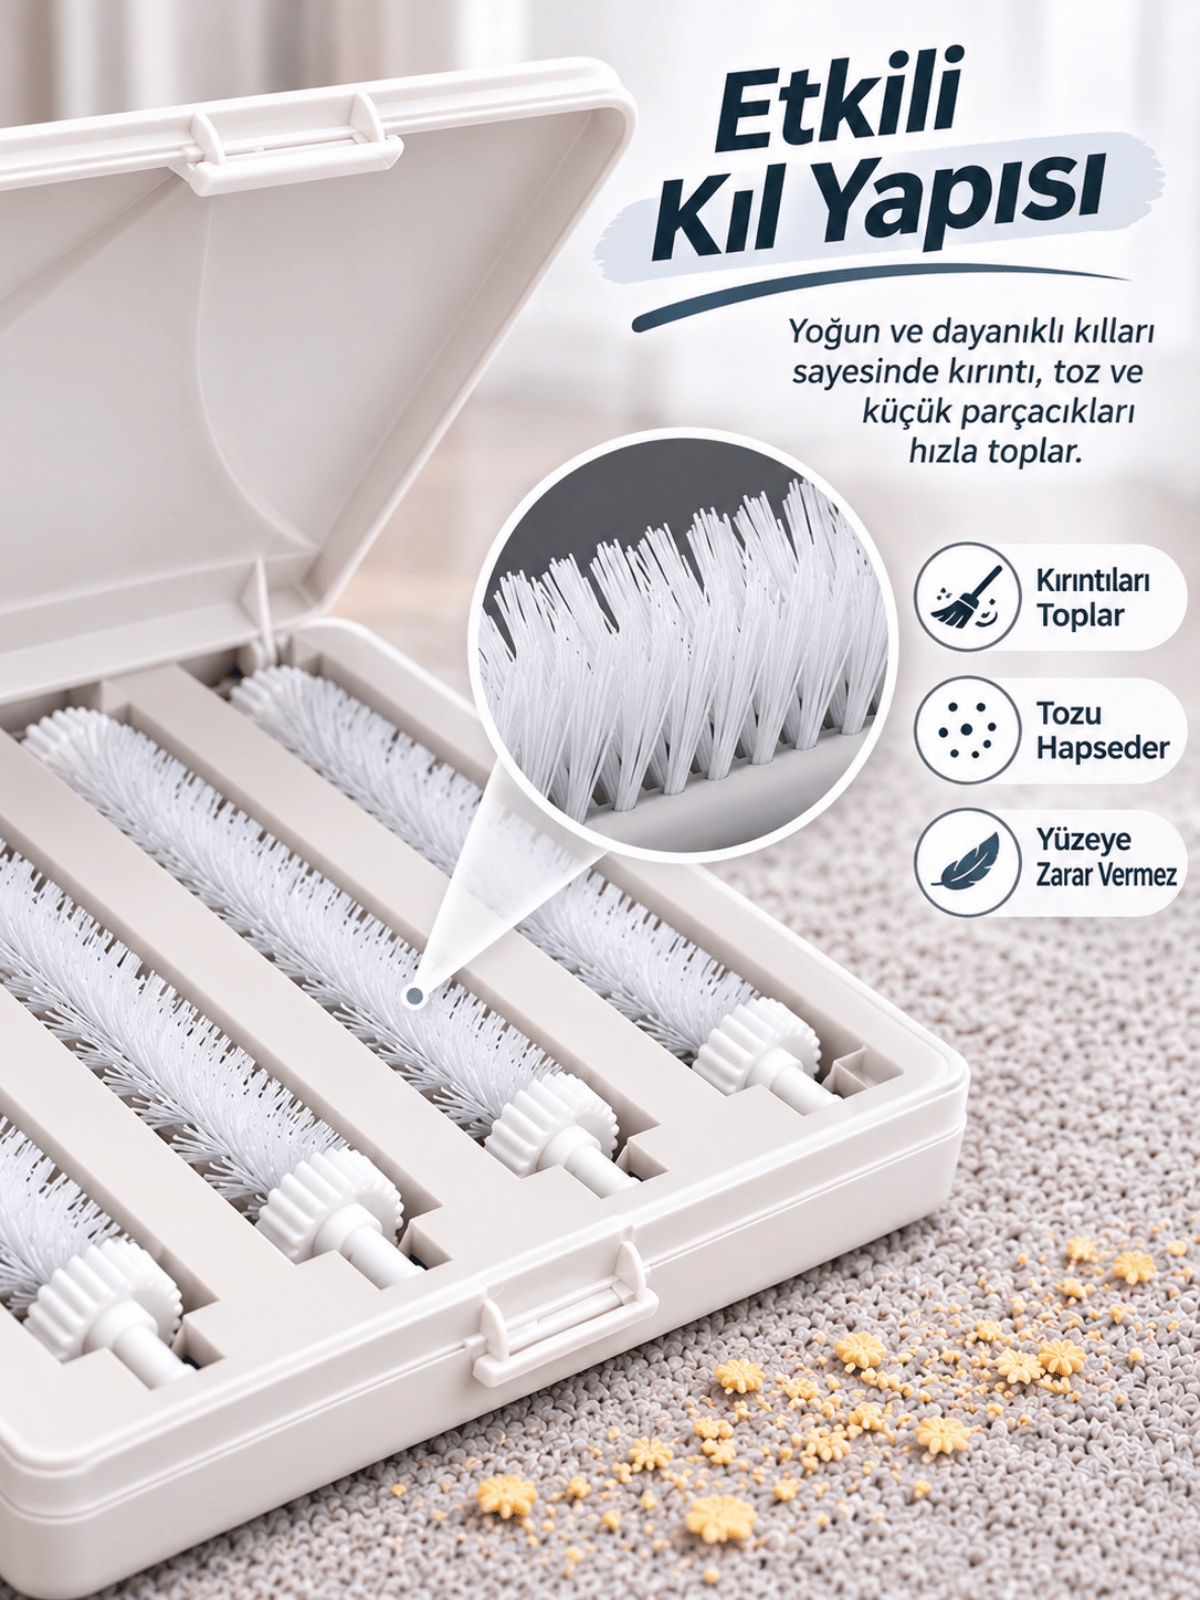 Etkili
Kıl Yapısı
Yoğun ve dayanıklı kılları
sayesinde kırıntı, toz ve
küçük parçacıkları
hızla toplar.
Kırıntıları
Toplar
Tozu
Hapseder
Yüzeye
Zarar Vermez